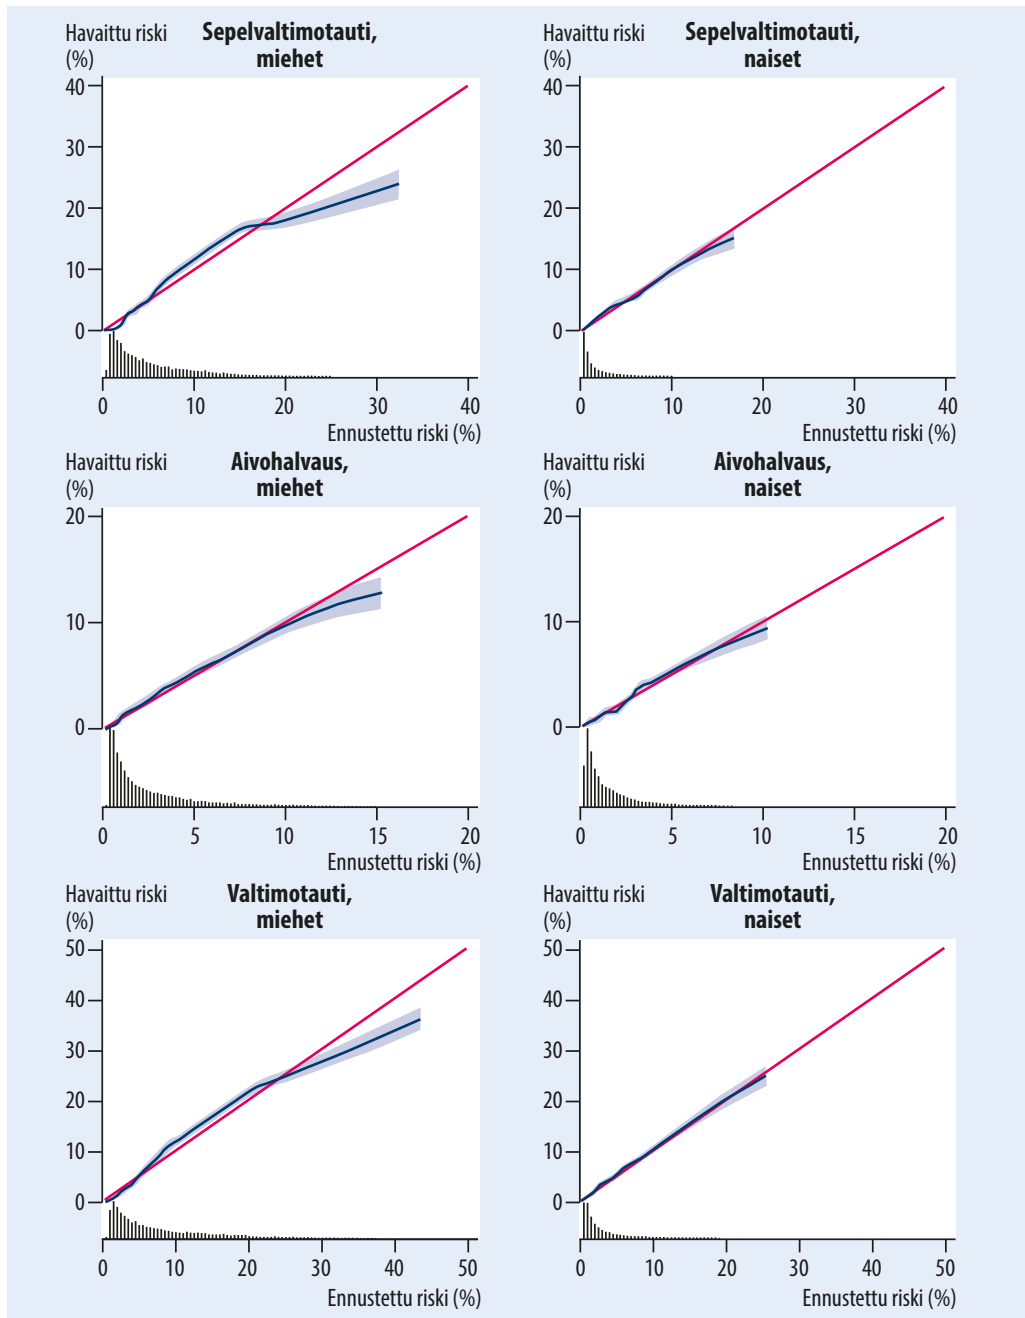 Havaittu riski
(%)
Sepelvaltimotauti,
miehet
40
30
20
10
0
0 10 20 30 40
Ennustettu riski (%)
Havaittu riski
(%)
Sepelvaltimotauti,
naiset
40
30
20
10
0
0 10 20 30 40
Ennustettu riski (%)
Havaittu riski
(%)
Aivohalvaus,
miehet
20
10
0
0 5 10 15 20
Ennustettu riski (%)
Havaittu riski
(%)
Aivohalvaus,
naiset
20
10
0
0 5 10 15 20
Ennustettu riski (%)
Havaittu riski
(%)
Valtimotauti,
miehet
50
40
30
20
10
0
0 10 20 30 40 50
Ennustettu riski (%)
Havaittu riski
(%)
Valtimotauti,
naiset
50
40
30
20
10
0
0 10 20 30 40 50
Ennustettu riski (%)